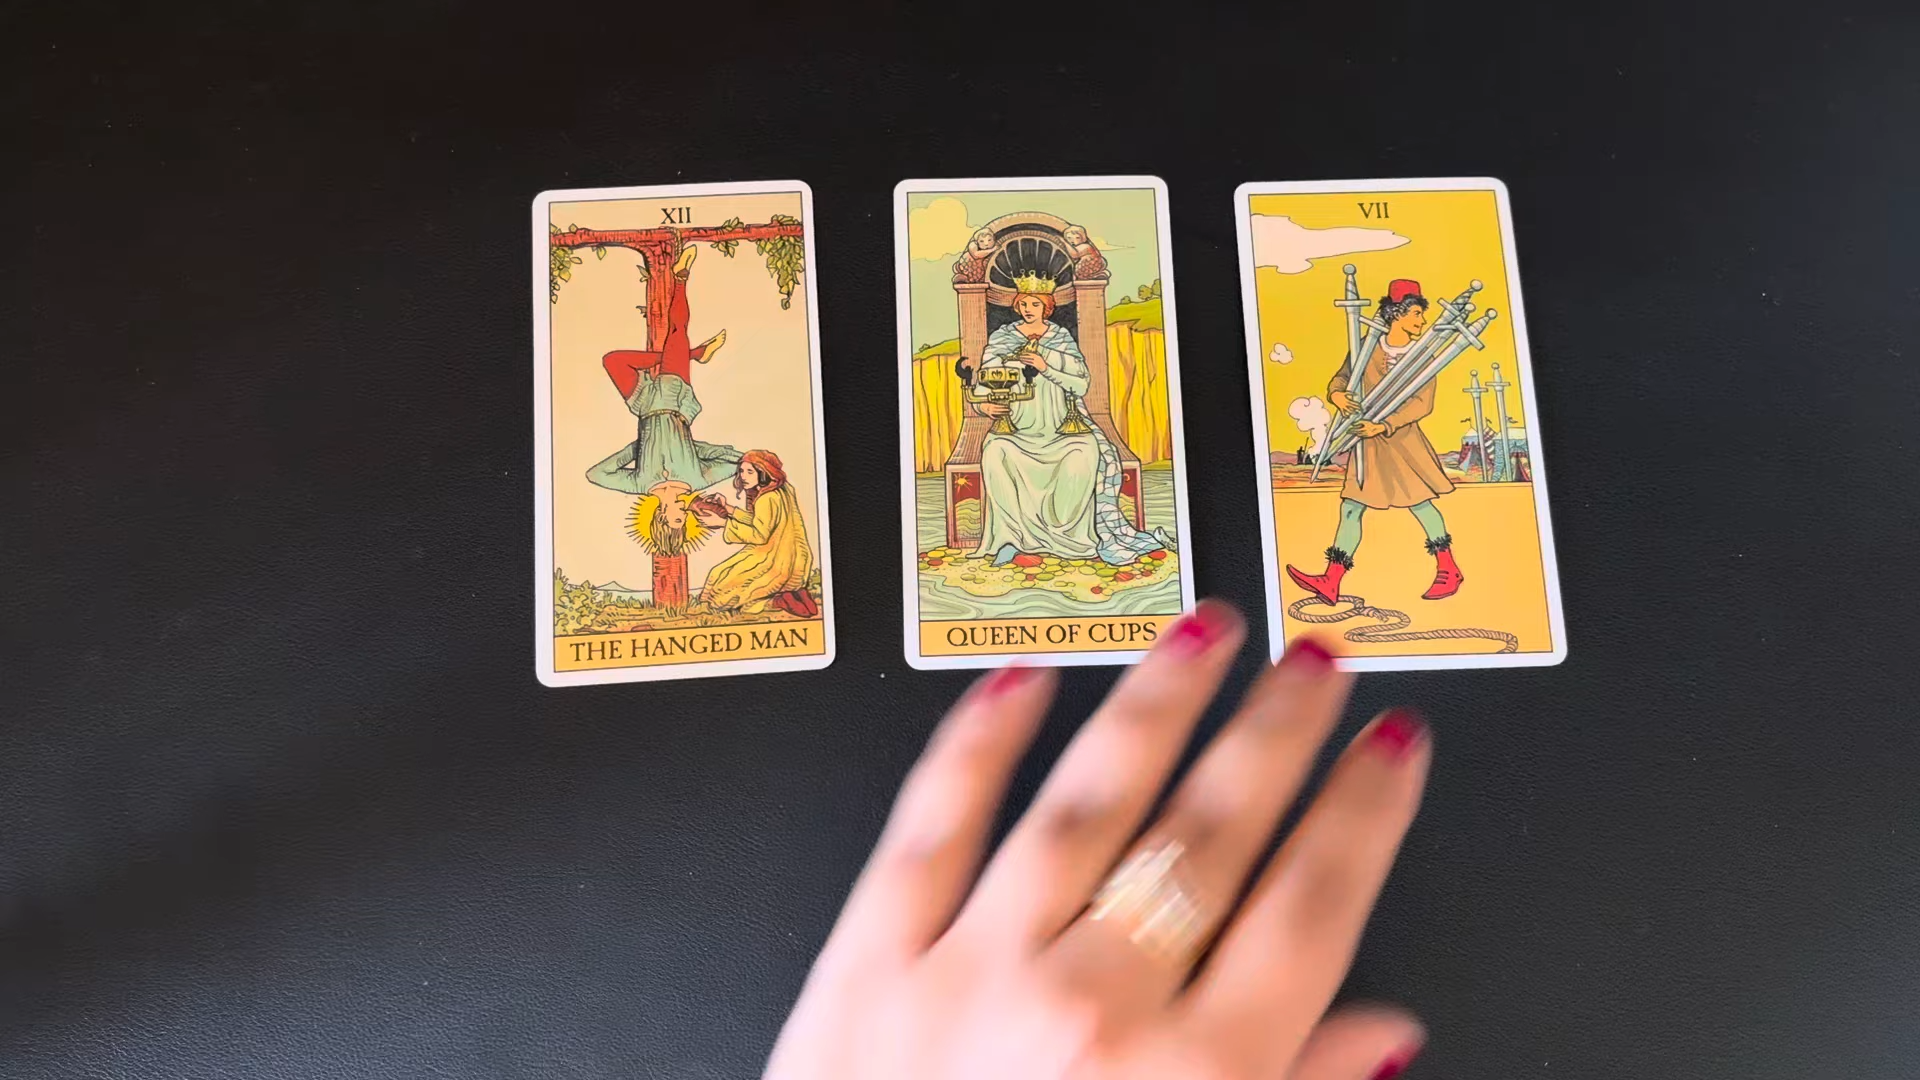 XII
THE HANGED MAN
QUEEN OF CUPS
VII